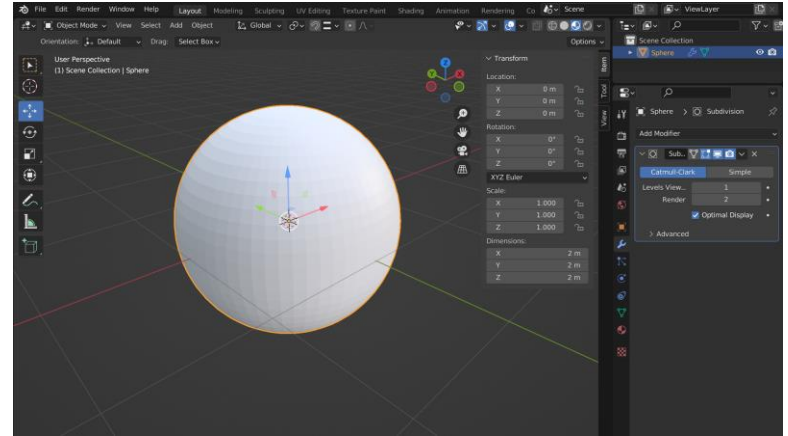 File Edit Render Window Help Layout Modeling Sculpting UV Editing Texture Paint Shading Animation Rendering Co Scene ViewLayer
Object Mode View Select Add Object Global
Orientation: Default Drag: Select Box Options
User Perspective
(1) Scene Collection | Sphere
Z
Y
X
Transform
Location:
X 0 m
Y 0 m
Z 0 m
Rotation:
X 0°
Y 0°
Z 0°
XYZ Euler
Scale:
X 1.000
Y 1.000
Z 1.000
Dimensions:
X 2 m
Y 2 m
Z 2 m
Item
Tool
View
Scene Collection
Sphere
Sphere Subdivision
Add Modifier
Sub..
Catmull-Clark Simple
Levels View... 1
Render 2
Optimal Display
Advanced